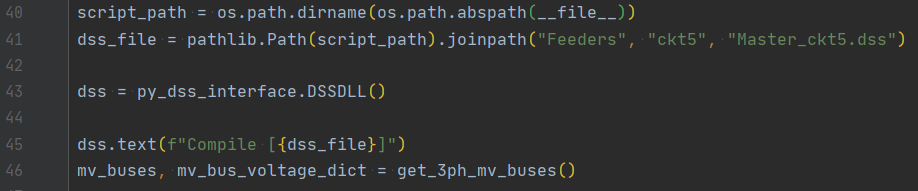 40 script_path = os.path.dirname(os.path.abspath(__file__))
41 dss_file = pathlib.Path(script_path).joinpath("Feeders", "ckt5", "Master_ckt5.dss")
42
43 dss = py_dss_interface.DSSDLL()
44
45 dss.text(f"Compile [{dss_file}]")
46 mv_buses, mv_bus_voltage_dict = get_3ph_mv_buses()